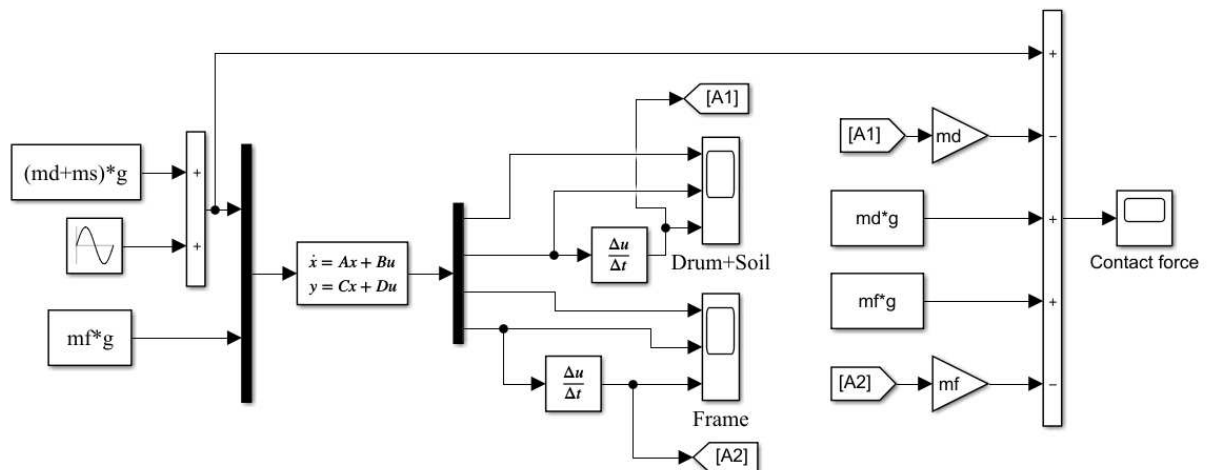 (md+ms)*g
+
+
mf*g
ẋ = Ax + Bu
y = Cx + Du
[A1]
Δu
Δt
Drum+Soil
Δu
Δt
Frame
[A2]
[A1]
md
md*g
mf*g
[A2]
mf
+
−
+
+
−
Contact force